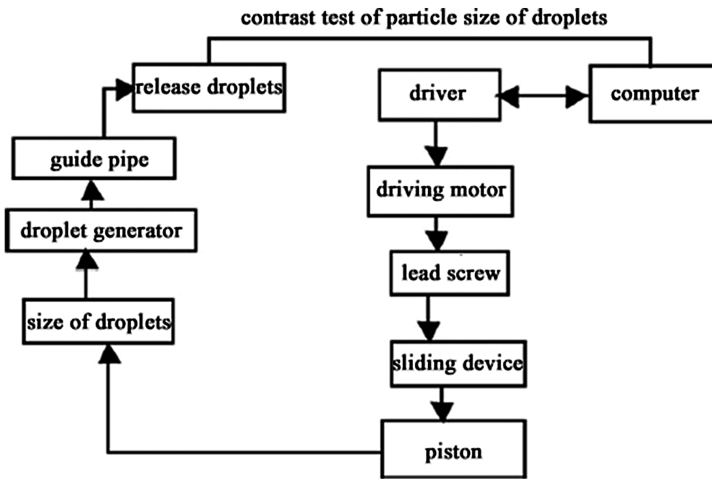 contrast test of particle size of droplets
release droplets
driver
computer
guide pipe
driving motor
droplet generator
lead screw
size of droplets
sliding device
piston